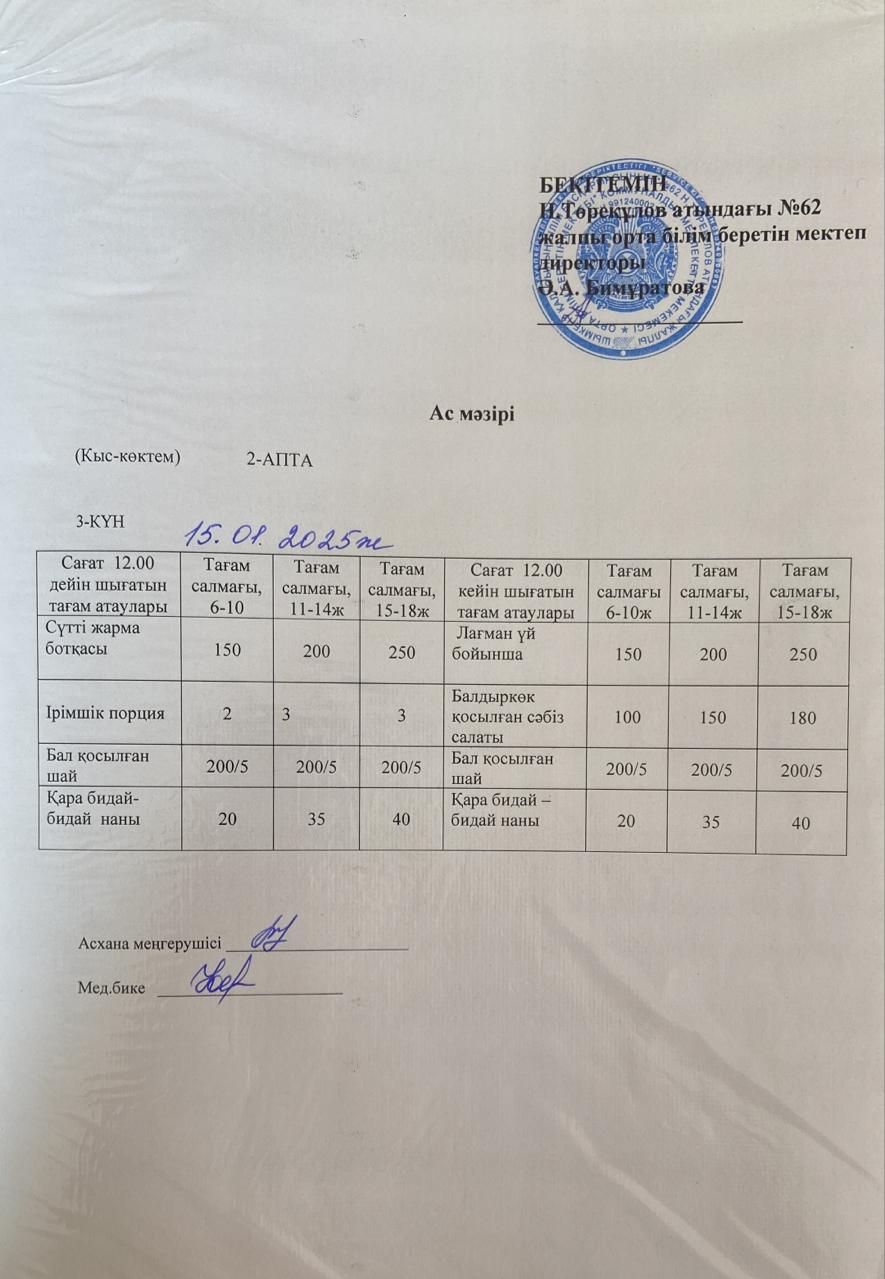 БЕКІТЕМІН
Н.Төреқұлов атындағы №62
жалпы орта білім беретін мектеп
директоры
Ә.А. Бимұратова
Ас мәзірі
(Кыс-көктем) 2-АПТА
3-КҮН 15.01.2025ж
Сағат 12.00 дейін шығатын тағам атаулары Тағам салмағы, 6-10 Тағам салмағы, 11-14ж Тағам салмағы, 15-18ж Сағат 12.00 кейін шығатын тағам атаулары Тағам салмағы 6-10ж Тағам салмағы, 11-14ж Тағам салмағы, 15-18ж
Сүтті жарма ботқасы 150 200 250 Лағман үй бойынша 150 200 250
Ірімшік порция 2 3 3 Балдыркөк қосылған сәбіз салаты 100 150 180
Бал қосылған шай 200/5 200/5 200/5 Бал қосылған шай 200/5 200/5 200/5
Қара бидай-бидай наны 20 35 40 Қара бидай – бидай наны 20 35 40
Асхана меңгерушісі
Мед.бике